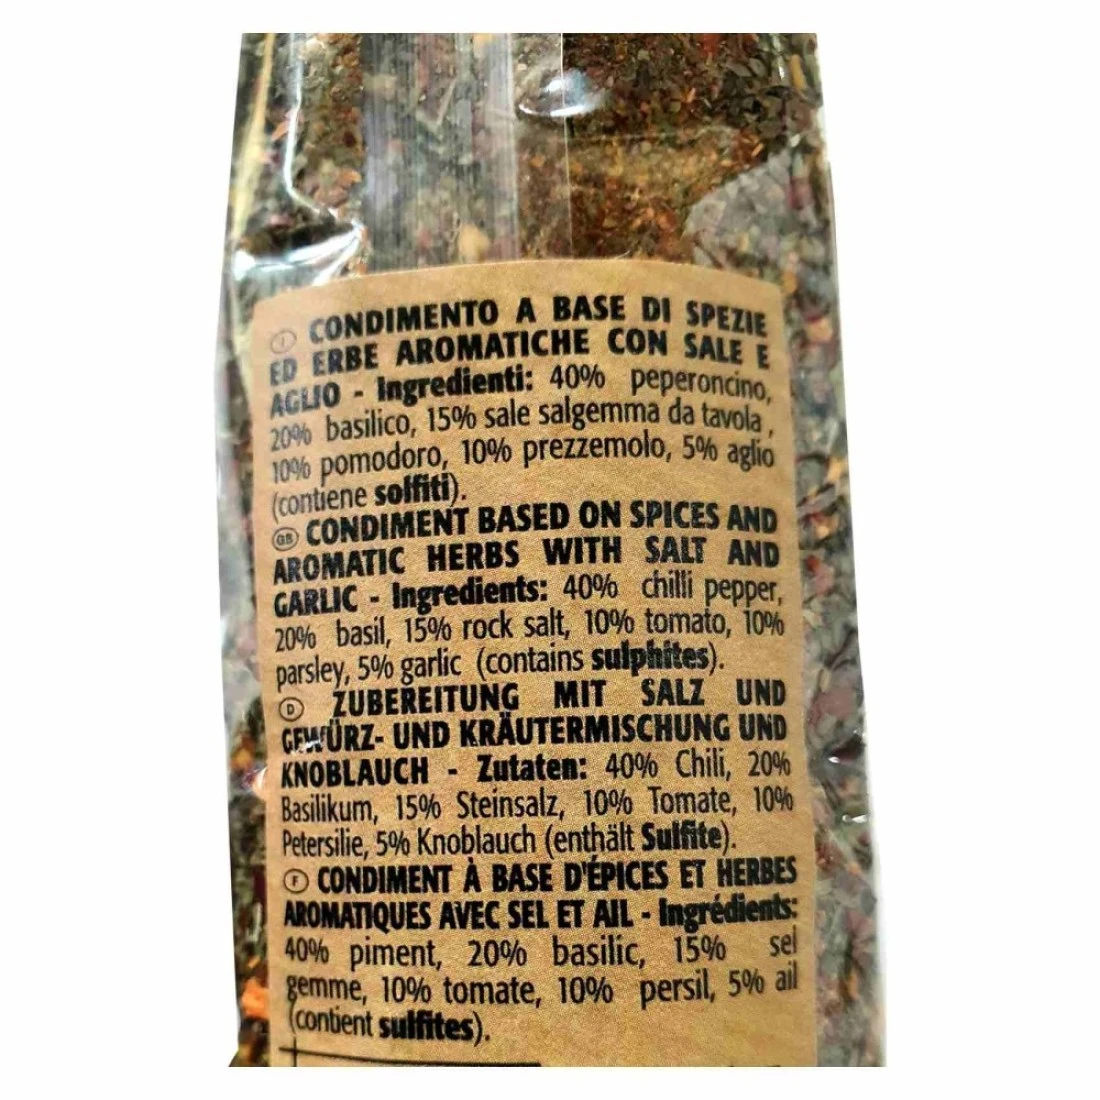 I CONDIMENTO A BASE DI SPEZIE
ED ERBE AROMATICHE CON SALE E
AGLIO - Ingredienti: 40% peperoncino,
20% basilico, 15% sale salgemma da tavola ,
10% pomodoro, 10% prezzemolo, 5% aglio
(contiene solfiti).
GB CONDIMENT BASED ON SPICES AND
AROMATIC HERBS WITH SALT AND
GARLIC - Ingredients: 40% chilli pepper,
20% basil, 15% rock salt, 10% tomato, 10%
parsley, 5% garlic (contains sulphites).
D ZUBEREITUNG MIT SALZ UND
GEWÜRZ- UND KRÄUTERMISCHUNG UND
KNOBLAUCH - Zutaten: 40% Chili, 20%
Basilikum, 15% Steinsalz, 10% Tomate, 10%
Petersilie, 5% Knoblauch (enthält Sulfite).
F CONDIMENT À BASE D'ÉPICES ET HERBES
AROMATIQUES AVEC SEL ET AIL - Ingrédients:
40% piment, 20% basilic, 15% sel
gemme, 10% tomate, 10% persil, 5% ail
(contient sulfites).